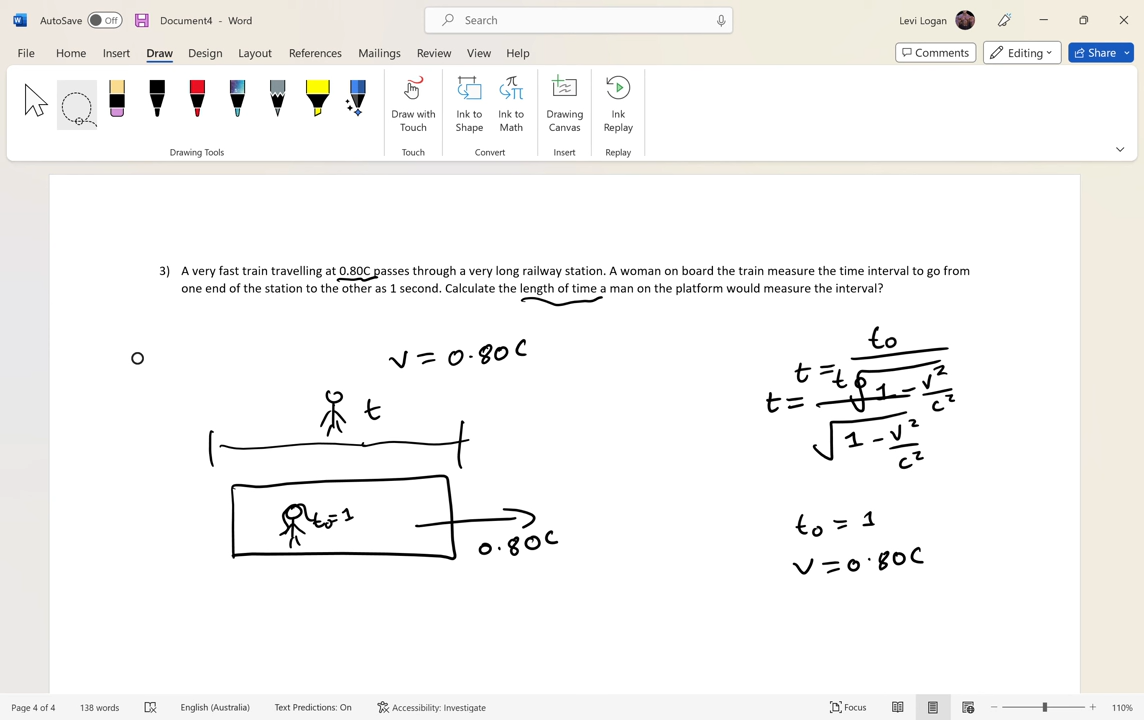 AutoSave Off Document4 - Word Search Levi Logan
File Home Insert Draw Design Layout References Mailings Review View Help Comments Editing Share
Draw with Touch
Ink to Shape
Ink to Math
Drawing Canvas
Ink Replay
Drawing Tools Touch Convert Insert Replay
3) A very fast train travelling at 0.80C passes through a very long railway station. A woman on board the train measure the time interval to go from
one end of the station to the other as 1 second. Calculate the length of time a man on the platform would measure the interval?
v = 0.80C
t
t₀ = 1
0.80C
t = t₀ / √(1 - v²/c²)
t = t₀ / √(1 - v²/c²)
t₀ = 1
v = 0.80C
Page 4 of 4 138 words English (Australia) Text Predictions: On Accessibility: Investigate Focus 110%